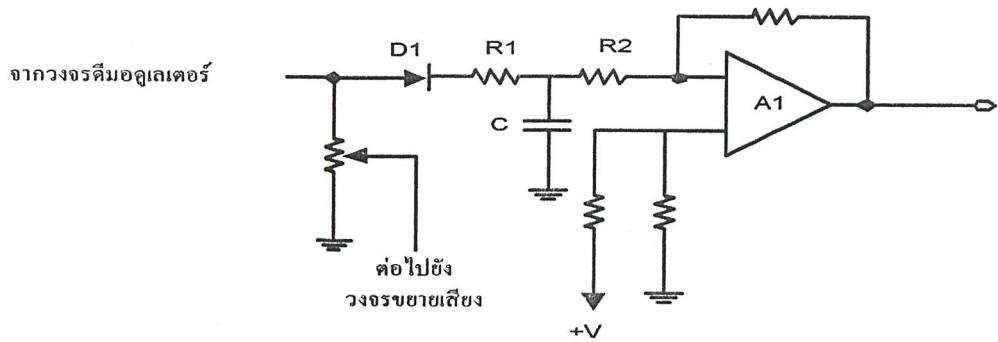 D1
R1
R2
จากวงจรดีมอดูเลเตอร์
A1
C
ต่อไปยัง
วงจรขยายเสียง
+V